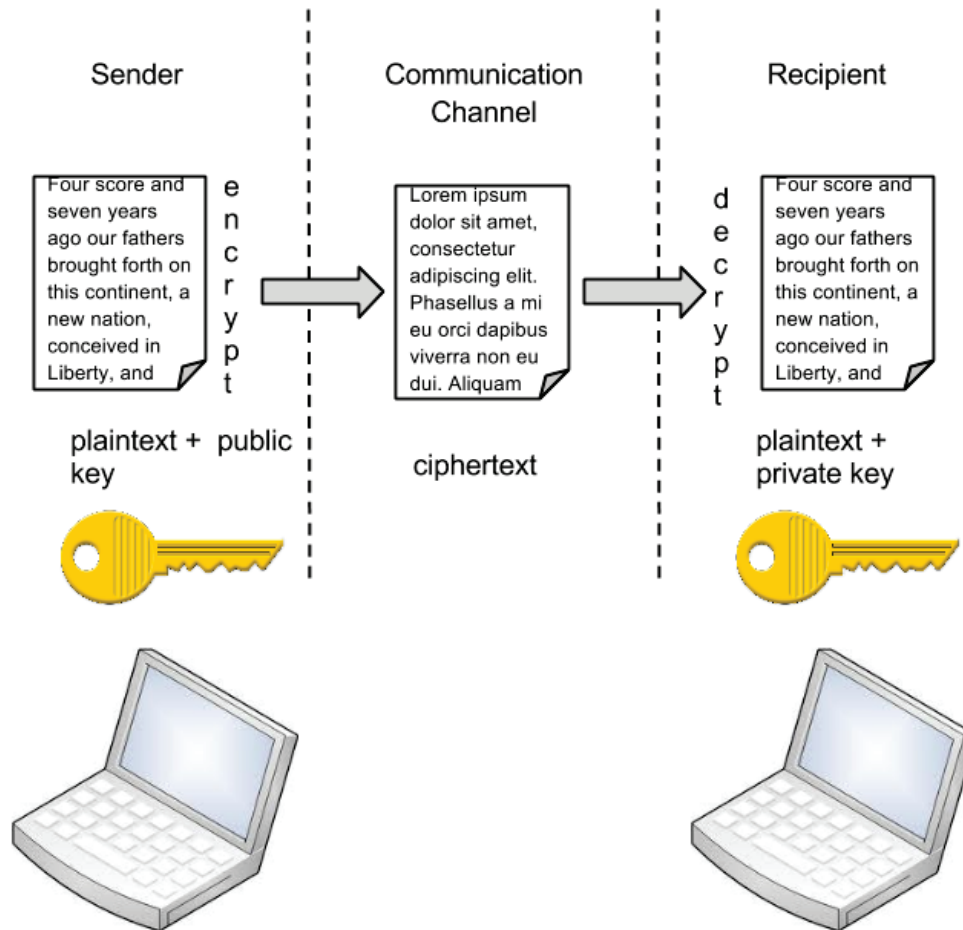 Sender
Communication
Channel
Recipient
Four score and
seven years
ago our fathers
brought forth on
this continent, a
new nation,
conceived in
Liberty, and
encrypt
Lorem ipsum
dolor sit amet,
consectetur
adipiscing elit.
Phasellus a mi
eu orci dapibus
viverra non eu
dui. Aliquam
decrypt
Four score and
seven years
ago our fathers
brought forth on
this continent, a
new nation,
conceived in
Liberty, and
plaintext + public
key
ciphertext
plaintext +
private key